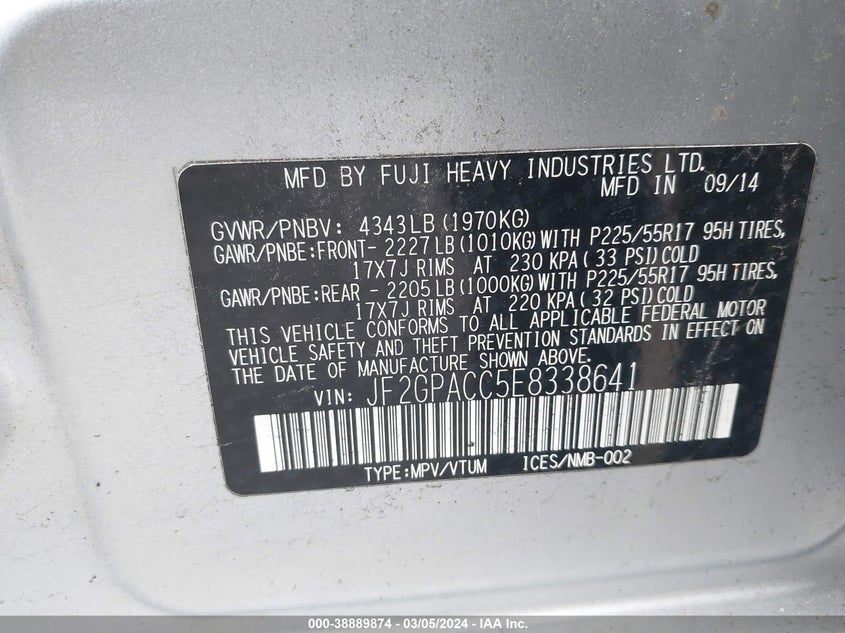 MFD BY FUJI HEAVY INDUSTRIES LTD.
MFD IN 09/14
GVWR/PNBV: 4343LB (1970KG)
GAWR/PNBE:FRONT- 2227LB (1010KG) WITH P225/55R17 95H TIRES,
17X7J RIMS AT 230 KPA (33 PSI) COLD
GAWR/PNBE:REAR - 2205LB (1000KG) WITH P225/55R17 95H TIRES,
17X7J RIMS AT 220 KPA (32 PSI) COLD
THIS VEHICLE CONFORMS TO ALL APPLICABLE FEDERAL MOTOR
VEHICLE SAFETY AND THEFT PREVENTION STANDARDS IN EFFECT ON
THE DATE OF MANUFACTURE SHOWN ABOVE.
VIN: JF2GPACC5E8338641
TYPE:MPV/VTUM ICES/NMB-002
000-38889874 - 03/05/2024 - IAA Inc.